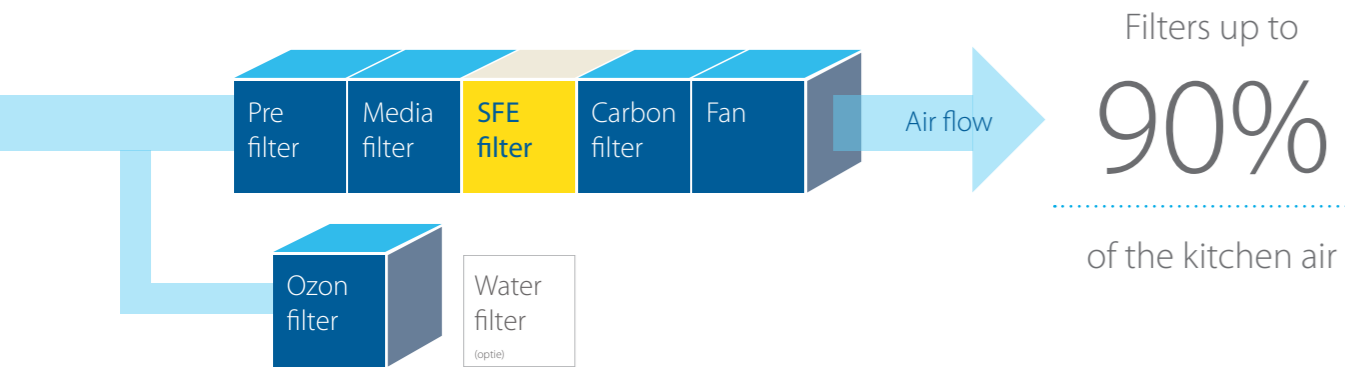 Pre
filter
Media
filter
SFE
filter
Carbon
filter
Fan
Air flow
Filters up to
90%
of the kitchen air
Ozon
filter
Water
filter
(optie)